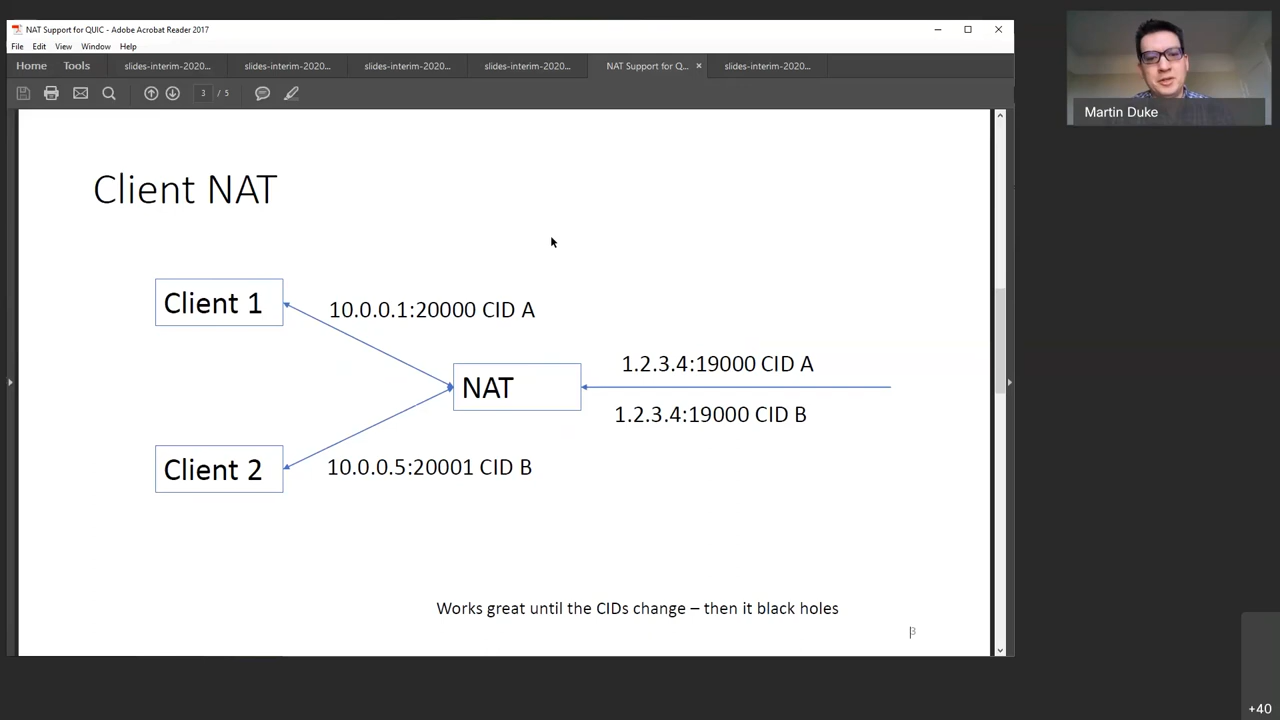 NAT Support for QUIC - Adobe Acrobat Reader 2017
File Edit View Window Help
Home Tools slides-interim-2020... slides-interim-2020... slides-interim-2020... slides-interim-2020... NAT Support for Q... × slides-interim-2020...
3 / 5
Martin Duke
Client NAT
Client 1
10.0.0.1:20000 CID A
1.2.3.4:19000 CID A
NAT
1.2.3.4:19000 CID B
Client 2
10.0.0.5:20001 CID B
Works great until the CIDs change – then it black holes
3
+40